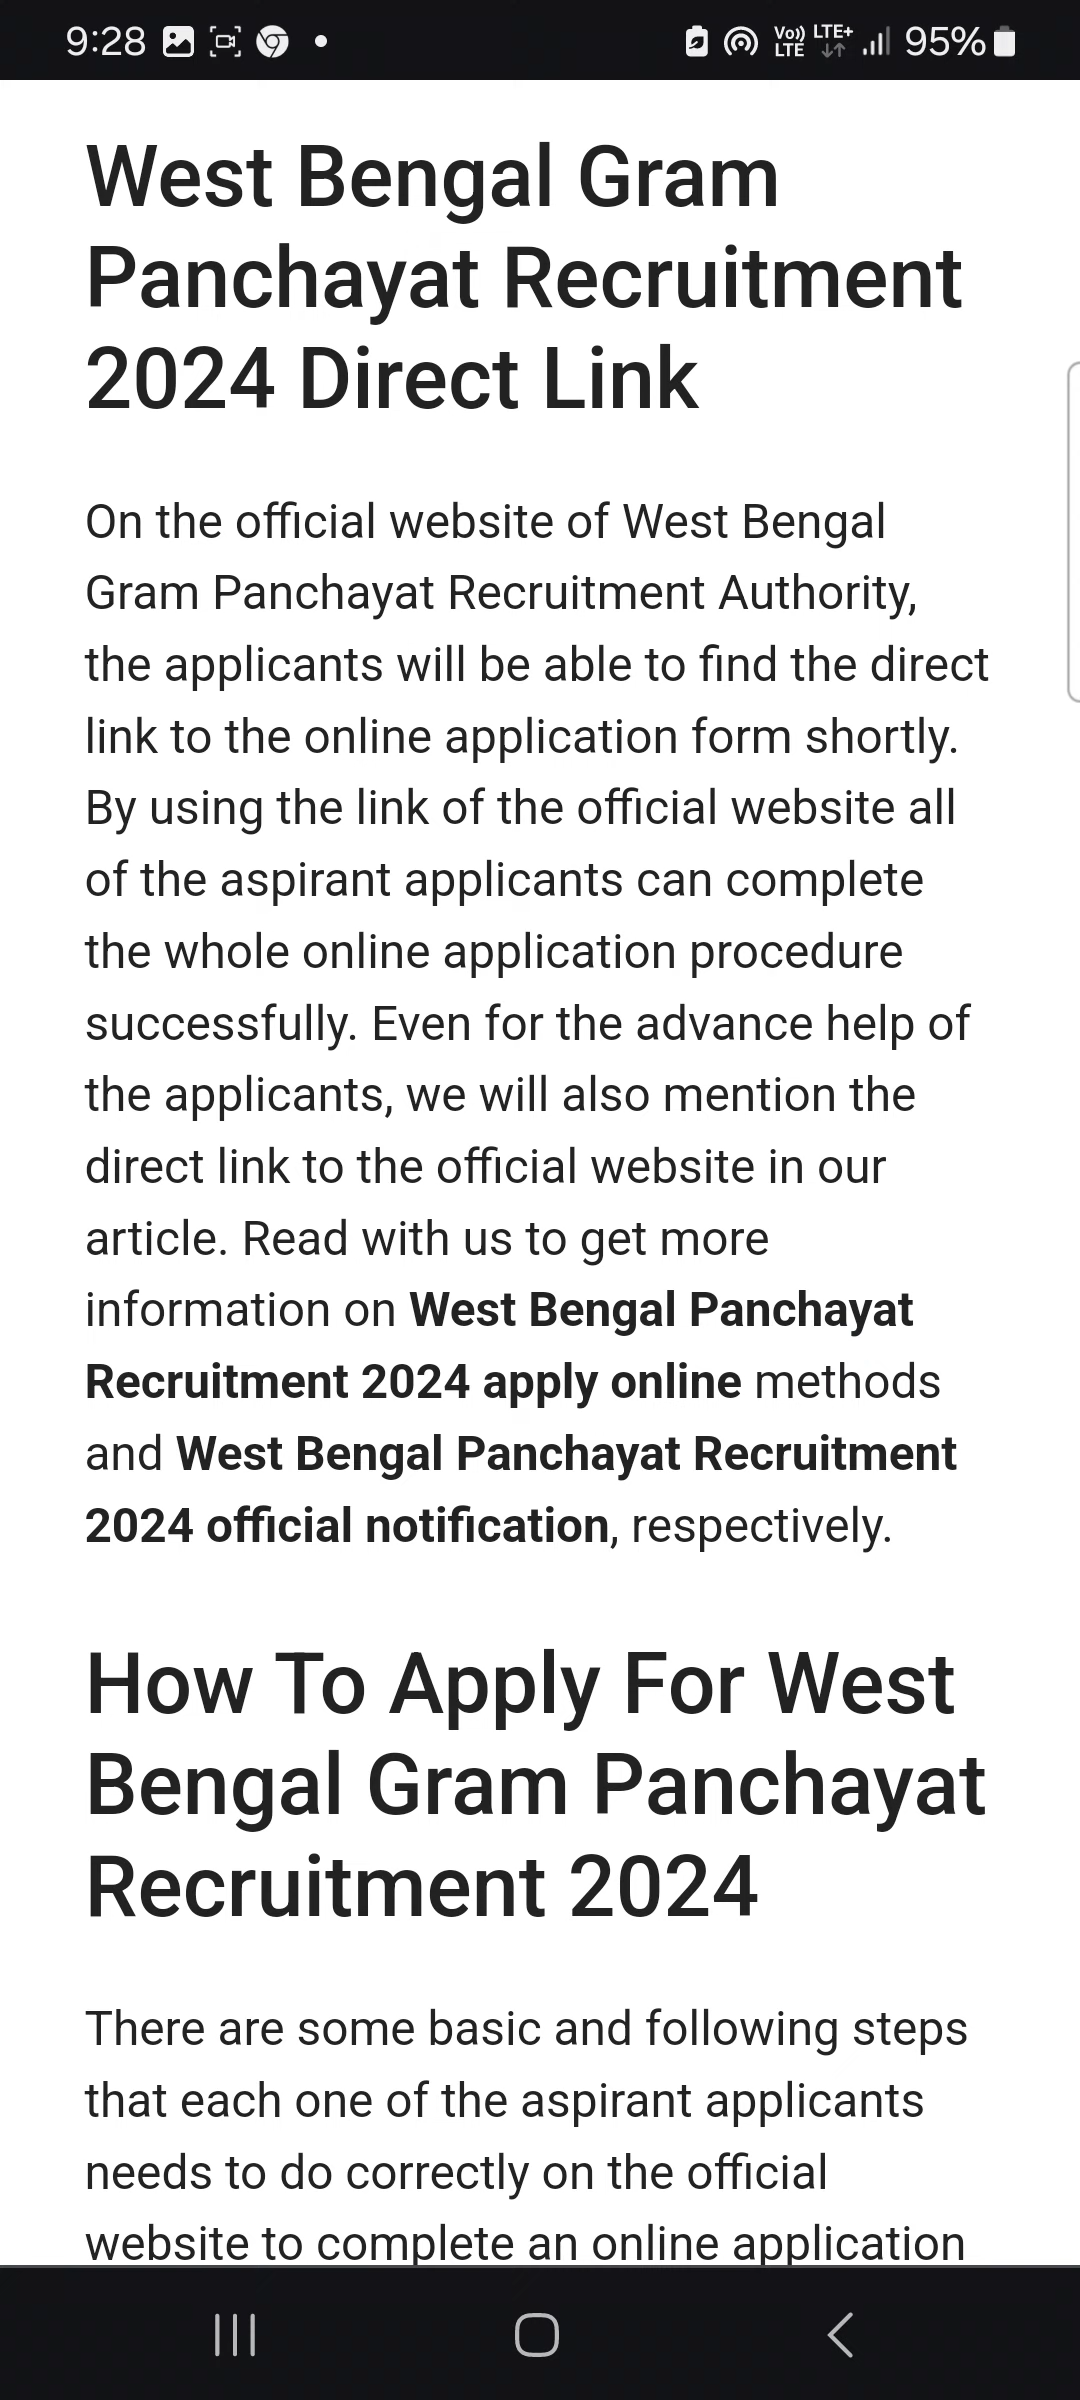 9:28
Vo)) LTE LTE+ 95%
West Bengal Gram
Panchayat Recruitment
2024 Direct Link
On the official website of West Bengal
Gram Panchayat Recruitment Authority,
the applicants will be able to find the direct
link to the online application form shortly.
By using the link of the official website all
of the aspirant applicants can complete
the whole online application procedure
successfully. Even for the advance help of
the applicants, we will also mention the
direct link to the official website in our
article. Read with us to get more
information on West Bengal Panchayat
Recruitment 2024 apply online methods
and West Bengal Panchayat Recruitment
2024 official notification, respectively.
How To Apply For West
Bengal Gram Panchayat
Recruitment 2024
There are some basic and following steps
that each one of the aspirant applicants
needs to do correctly on the official
website to complete an online application